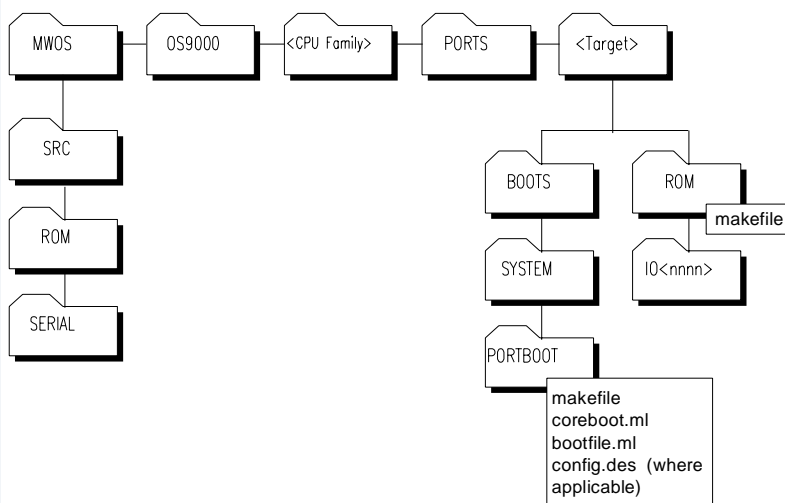 MWOS
OS9000
<CPU Family>
PORTS
<Target>
SRC
BOOTS
ROM
makefile
ROM
SYSTEM
IO<nnnn>
SERIAL
PORTBOOT
makefile
coreboot.ml
bootfile.ml
config.des (where
applicable)